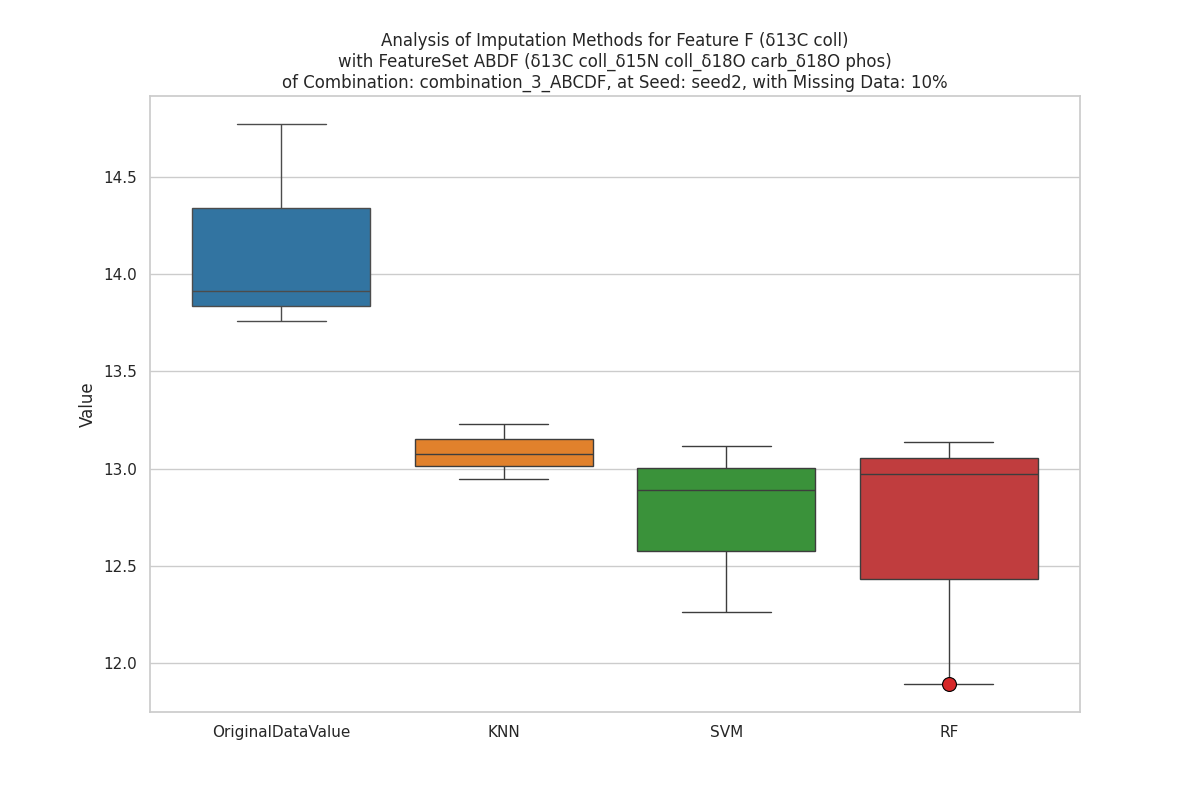 Analysis of Imputation Methods for Feature F (δ13C coll)
with FeatureSet ABDF (δ13C coll_δ15N coll_δ18O carb_δ18O phos)
of Combination: combination_3_ABCDF, at Seed: seed2, with Missing Data: 10%
14.5
14.0
13.5
13.0
12.5
12.0
Value
OriginalDataValue
KNN
SVM
RF